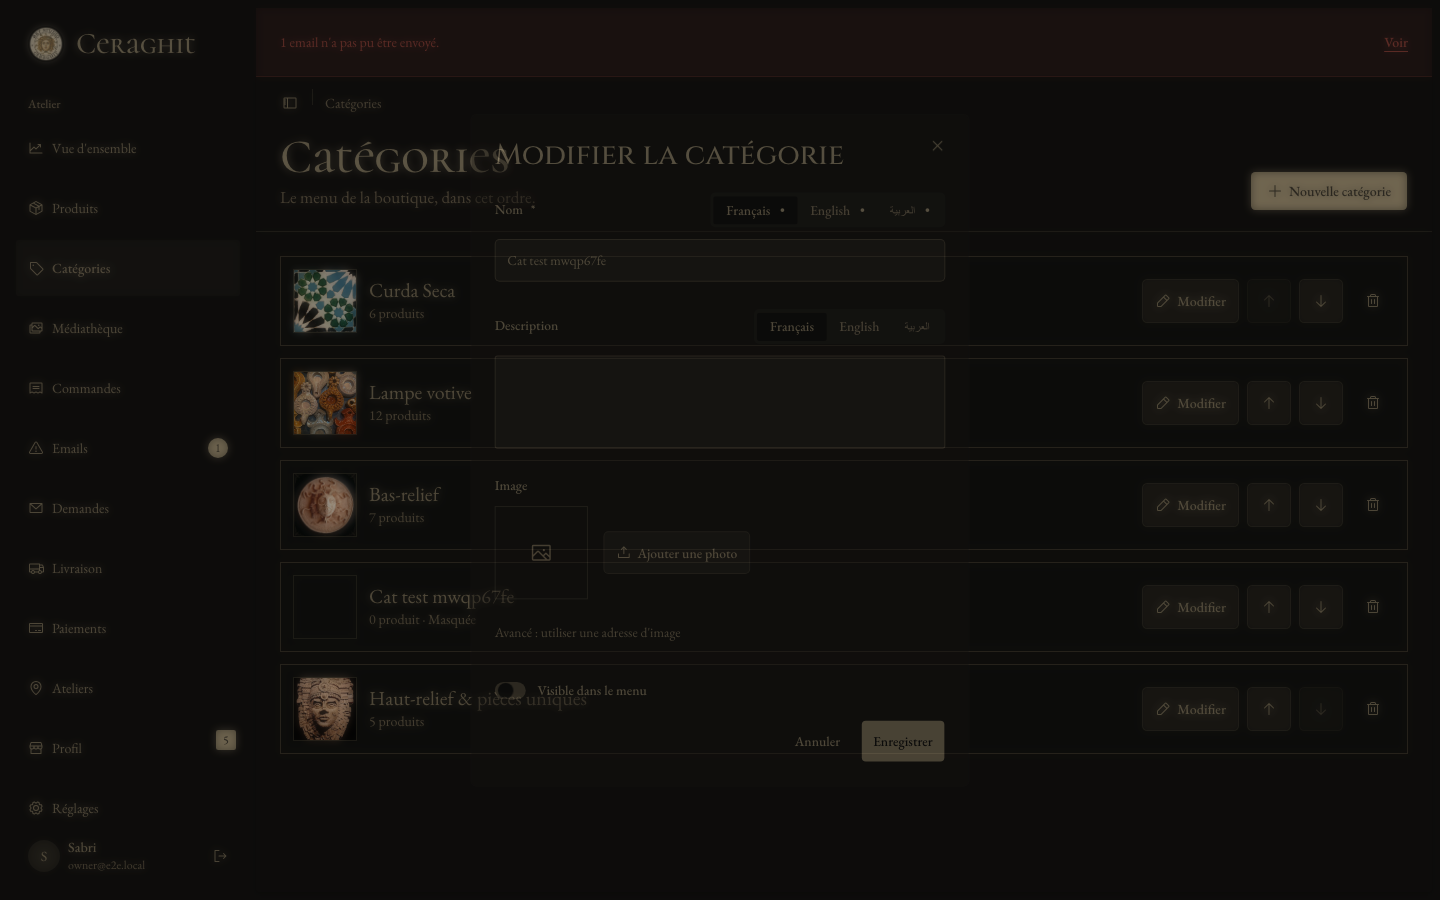 Ceraghit
1 email n'a pas pu être envoyé.
Voir
Atelier
Vue d'ensemble
Produits
Catégories
Médiathèque
Commandes
Emails
1
Demandes
Livraison
Paiements
Ateliers
Profil
5
Réglages
S
Sabri
owner@e2e.local
Catégories
Catégories
Le menu de la boutique, dans cet ordre.
Nouvelle catégorie
Curda Seca
6 produits
Modifier
Lampe votive
12 produits
Modifier
Bas-relief
7 produits
Modifier
Cat test mwqp67fe
0 produit · Masquée
Modifier
Haut-relief & pièces uniques
5 produits
Modifier
Modifier la catégorie
Nom *
Français • English • العربية •
Cat test mwqp67fe
Description
Français English العربية
Image
Ajouter une photo
Avancé : utiliser une adresse d'image
Visible dans le menu
Annuler
Enregistrer